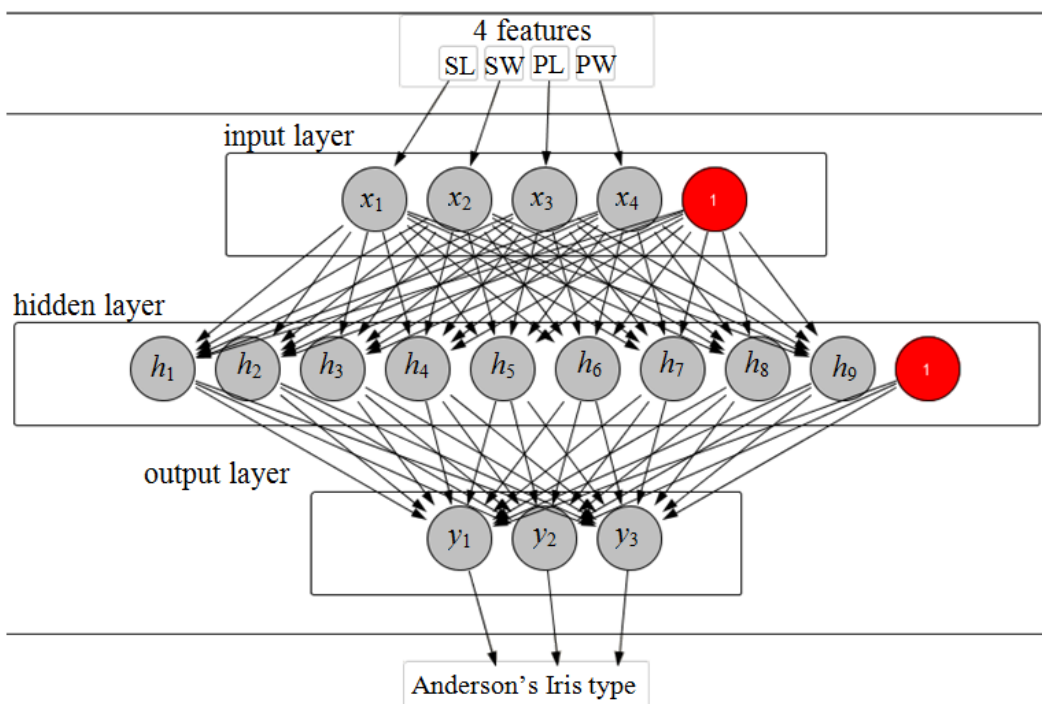 4 features
SL SW PL PW
input layer
x₁ x₂ x₃ x₄ 1
hidden layer
h₁ h₂ h₃ h₄ h₅ h₆ h₇ h₈ h₉ 1
output layer
y₁ y₂ y₃
Anderson’s Iris type